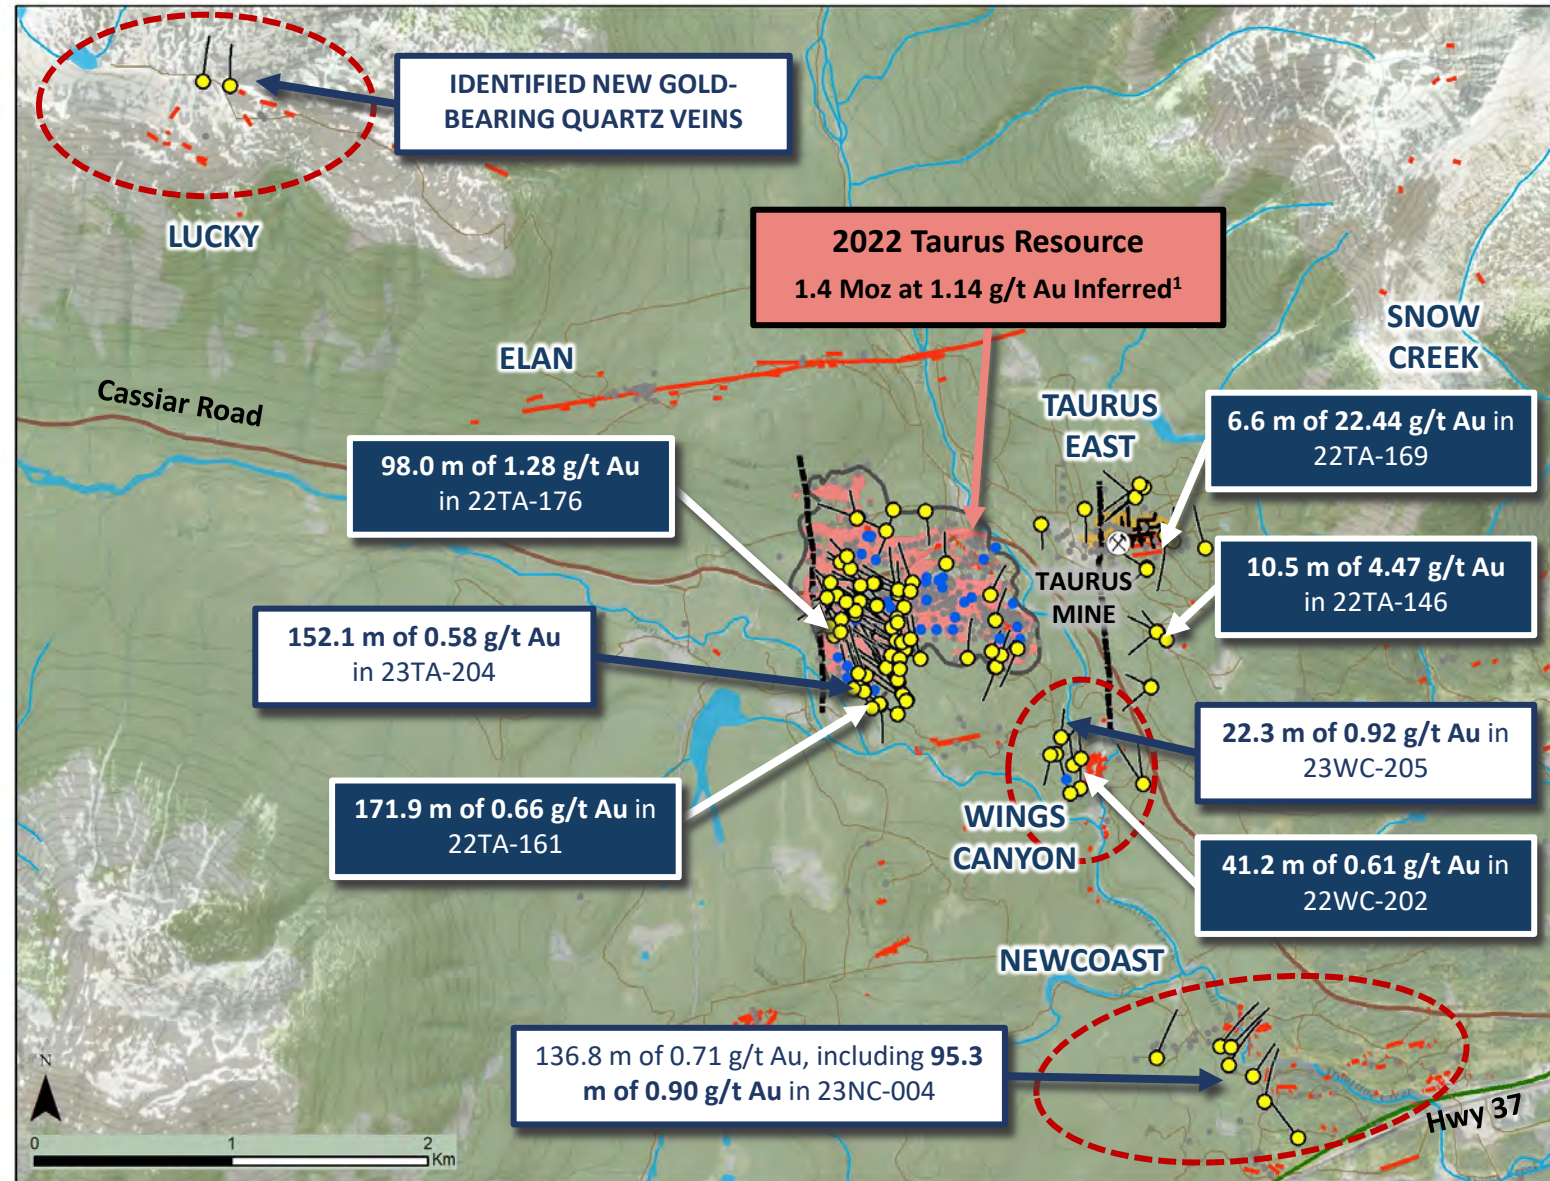 IDENTIFIED NEW GOLD-
BEARING QUARTZ VEINS
LUCKY
2022 Taurus Resource
1.4 Moz at 1.14 g/t Au Inferred¹
SNOW
CREEK
ELAN
Cassiar Road
TAURUS
EAST
6.6 m of 22.44 g/t Au in
22TA-169
98.0 m of 1.28 g/t Au
in 22TA-176
10.5 m of 4.47 g/t Au
in 22TA-146
TAURUS
MINE
152.1 m of 0.58 g/t Au
in 23TA-204
22.3 m of 0.92 g/t Au in
23WC-205
171.9 m of 0.66 g/t Au in
22TA-161
WINGS
CANYON
41.2 m of 0.61 g/t Au in
22WC-202
NEWCOAST
136.8 m of 0.71 g/t Au, including 95.3
m of 0.90 g/t Au in 23NC-004
Hwy 37
N
0 1 2
Km